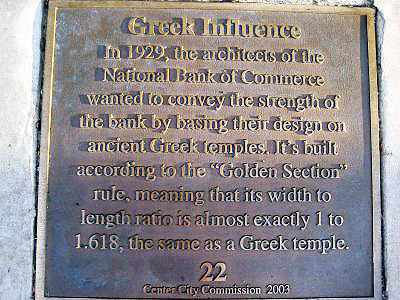 Greek Influence
In 1929, the architects of the
National Bank of Commerce
wanted to convey the strength of
the bank by basing their design on
ancient Greek temples. It's built
according to the “Golden Section”
rule, meaning that its width to
length ratio is almost exactly 1 to
1.618, the same as a Greek temple.
22
Center City Commission 2003